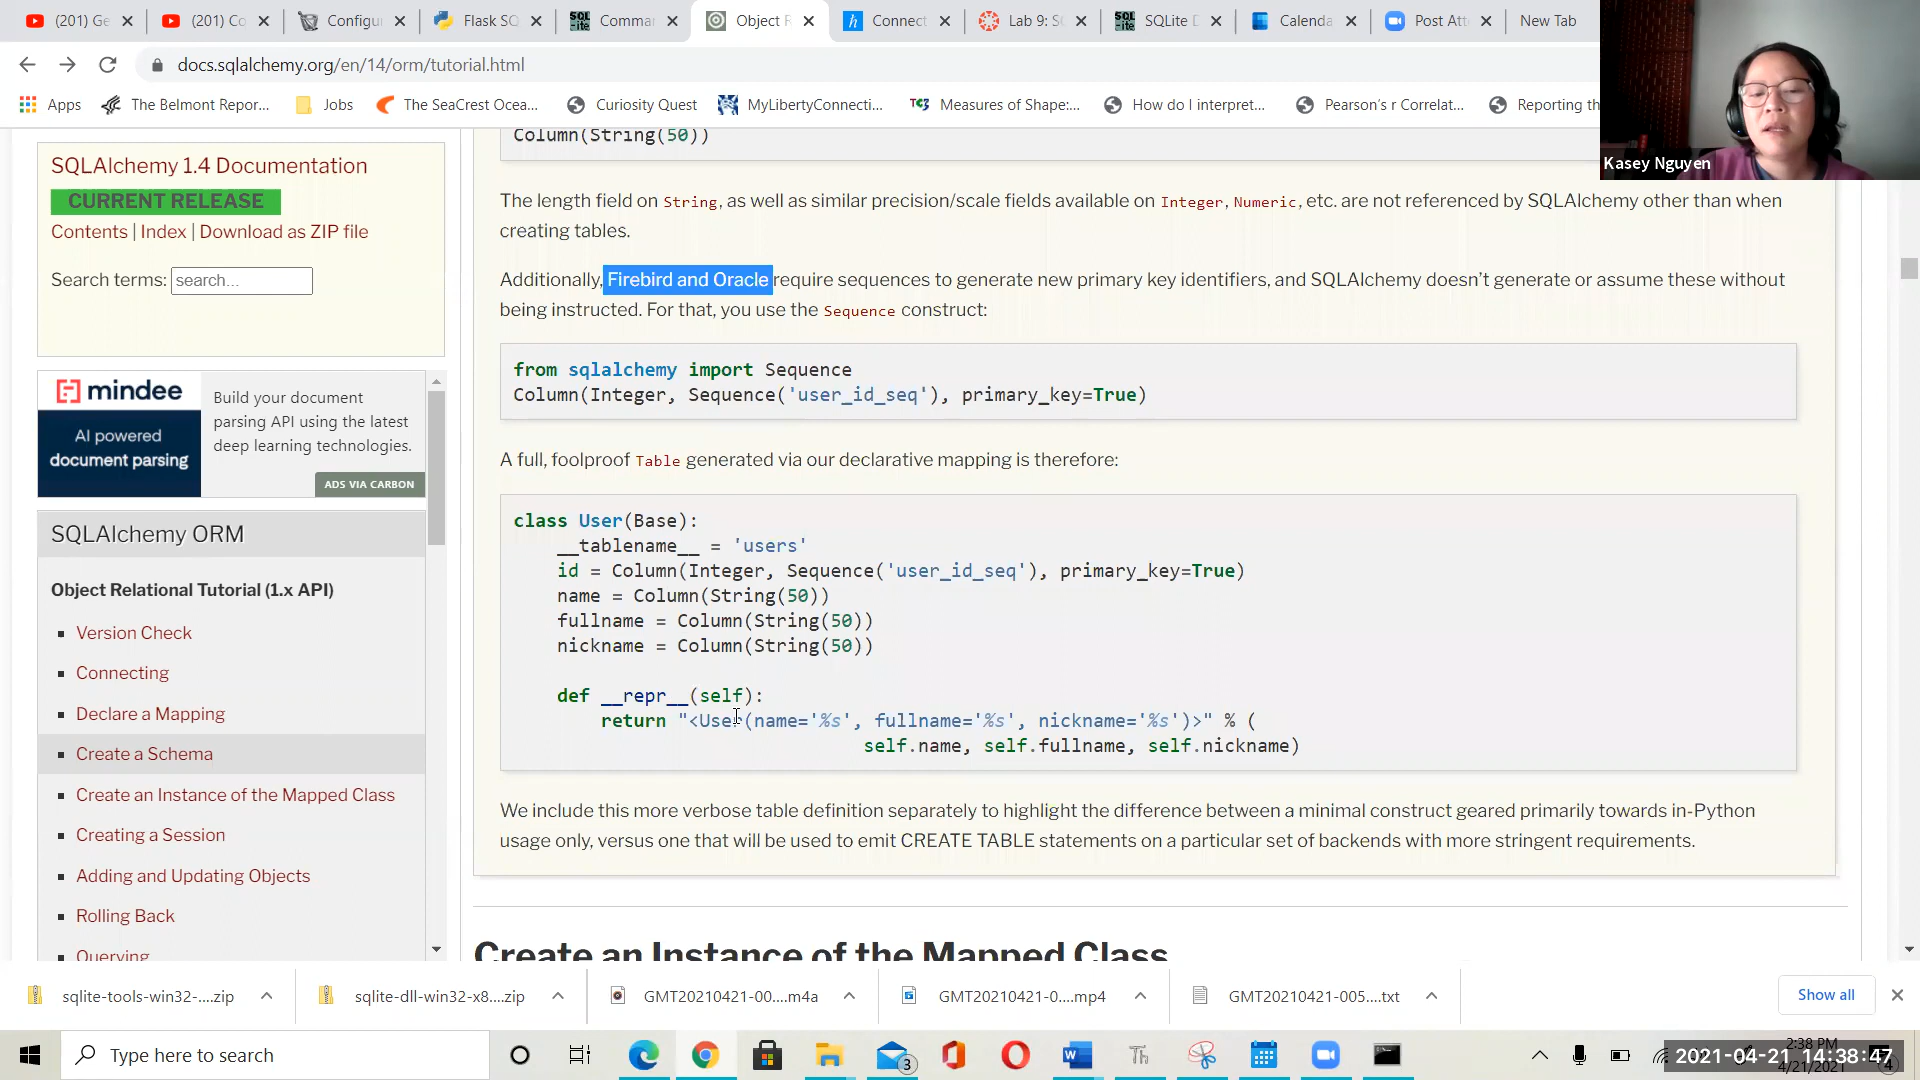 (201) Ge
(201) Co
Configur
Flask SQ
Comman
Object R
Connect
Lab 9: SQ
SQLite D
Calenda
Post Att
New Tab
docs.sqlalchemy.org/en/14/orm/tutorial.html
Apps
The Belmont Repor...
Jobs
The SeaCrest Ocea...
Curiosity Quest
MyLibertyConnecti...
Measures of Shape:...
How do I interpret...
Pearson's r Correlat...
Reporting th
Kasey Nguyen
SQLAlchemy 1.4 Documentation
CURRENT RELEASE
Contents | Index | Download as ZIP file
Search terms: search...
mindee
AI powered
document parsing
Build your document
parsing API using the latest
deep learning technologies.
ADS VIA CARBON
SQLAlchemy ORM
Object Relational Tutorial (1.x API)
Version Check
Connecting
Declare a Mapping
Create a Schema
Create an Instance of the Mapped Class
Creating a Session
Adding and Updating Objects
Rolling Back
Querying
Column(String(50))
The length field on String, as well as similar precision/scale fields available on Integer, Numeric, etc. are not referenced by SQLAlchemy other than when
creating tables.
Additionally, Firebird and Oracle require sequences to generate new primary key identifiers, and SQLAlchemy doesn't generate or assume these without
being instructed. For that, you use the Sequence construct:
from sqlalchemy import Sequence
Column(Integer, Sequence('user_id_seq'), primary_key=True)
A full, foolproof Table generated via our declarative mapping is therefore:
class User(Base):
__tablename__ = 'users'
id = Column(Integer, Sequence('user_id_seq'), primary_key=True)
name = Column(String(50))
fullname = Column(String(50))
nickname = Column(String(50))
def __repr__(self):
return "<User(name='%s', fullname='%s', nickname='%s')>" % (
self.name, self.fullname, self.nickname)
We include this more verbose table definition separately to highlight the difference between a minimal construct geared primarily towards in-Python
usage only, versus one that will be used to emit CREATE TABLE statements on a particular set of backends with more stringent requirements.
Create an Instance of the Mapped Class
sqlite-tools-win32-....zip
sqlite-dll-win32-x8....zip
GMT20210421-00....m4a
GMT20210421-0....mp4
GMT20210421-005....txt
Show all
Type here to search
3
2:38 PM
2021-04-21 14:38:47
4/21/2021
4